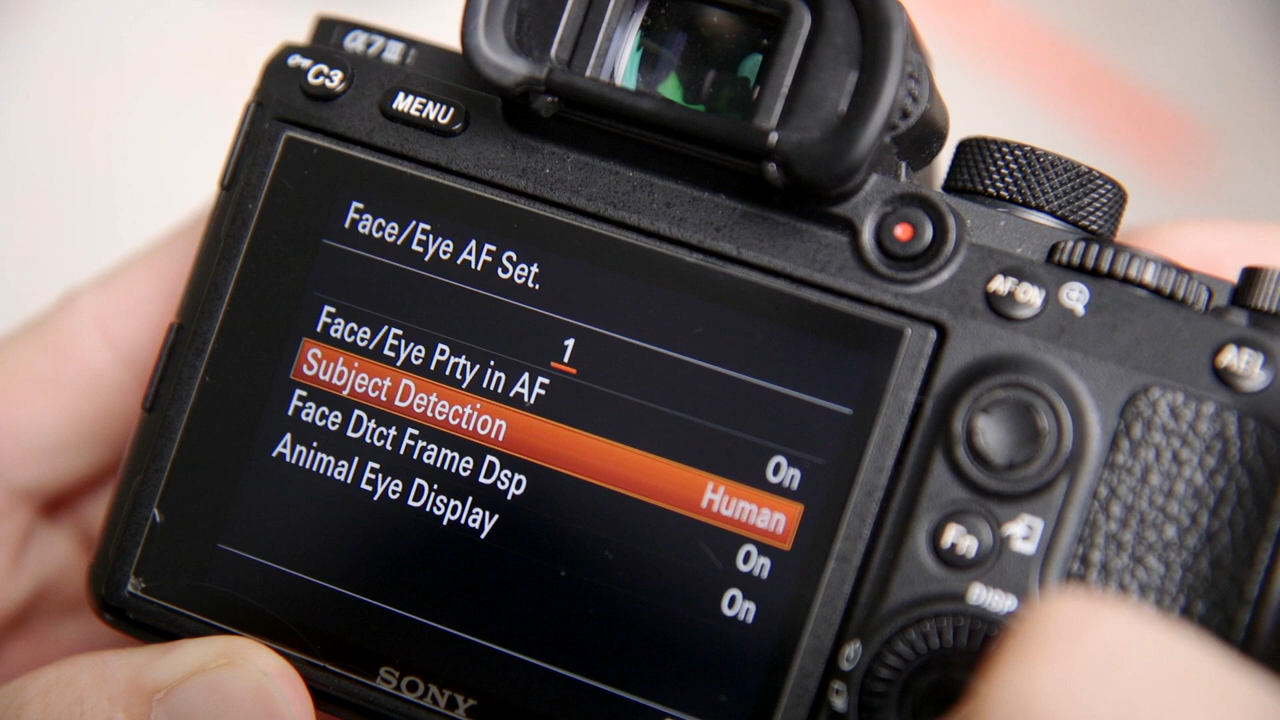 α7III
C3
MENU
Face/Eye AF Set.
1
Face/Eye Prty in AF On
Subject Detection Human
Face Dtct Frame Dsp On
Animal Eye Display On
SONY
AF-ON
AEL
Fn
DISP